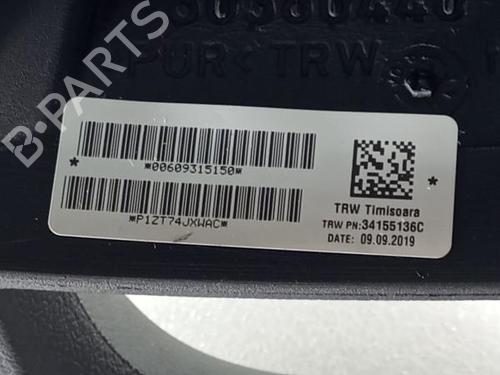 >PUR< TRW
*00609315150*
*P1ZT74JXWAC*
TRW Timisoara
TRW PN:34155136C
DATE: 09.09.2019
B-PARTS